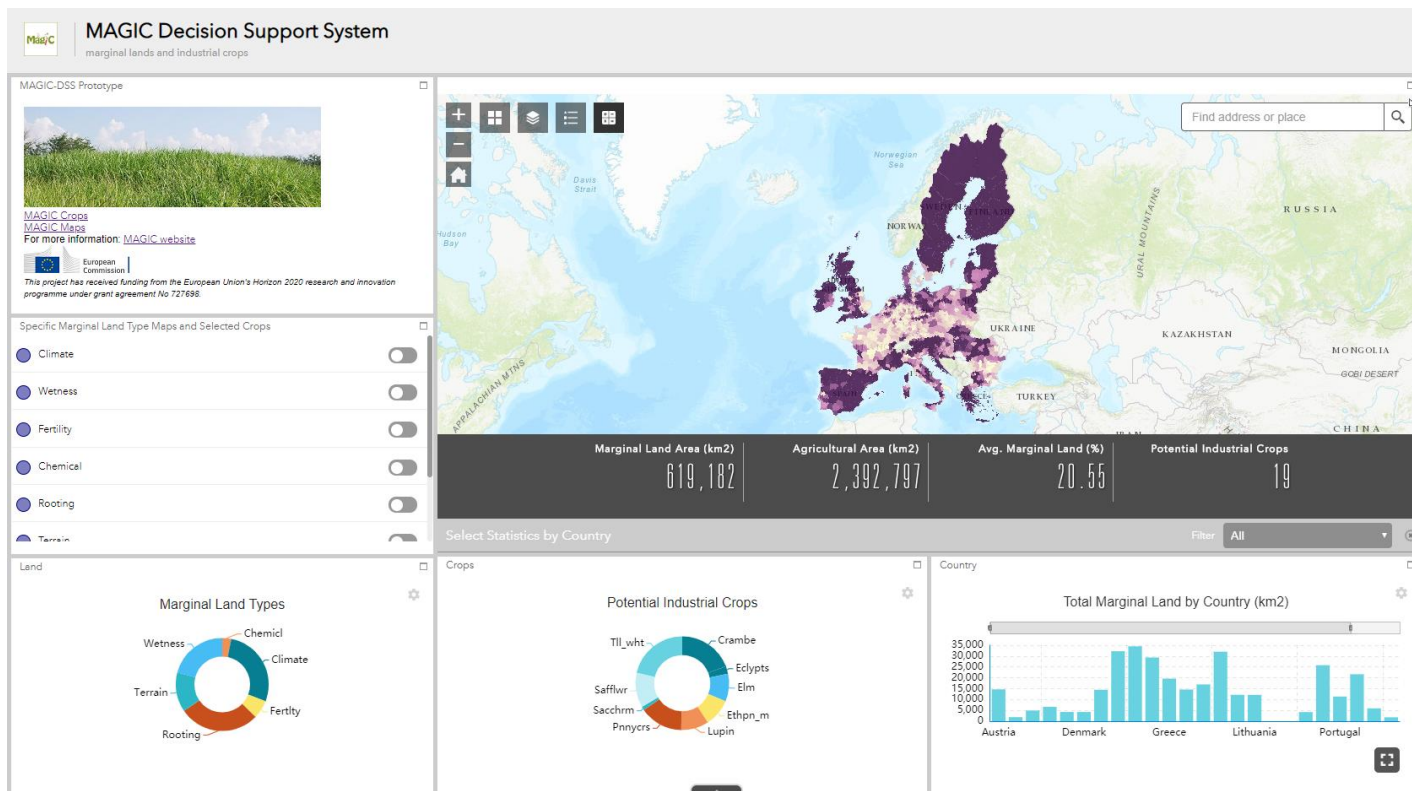 MAGIC
MAGIC Decision Support System
marginal lands and industrial crops
MAGIC-DSS Prototype
MAGIC Crops
MAGIC Maps
For more information: MAGIC website
European
Commission
This project has received funding from the European Union's Horizon 2020 research and innovation
programme under grant agreement No 727698.
Specific Marginal Land Type Maps and Selected Crops
Climate
Wetness
Fertility
Chemical
Rooting
Terrain
Find address or place
Norwegian
Sea
Davis
Strait
Hudson
Bay
NORWA
SWEDEN
RUSSIA
URAL MOUNTAINS
UKRAINE
KAZAKHSTAN
MONGOLIA
GOBI DESERT
APPALACHIAN MTNS
TURKEY
CHINA
Marginal Land Area (km2)
619,182
Agricultural Area (km2)
2,392,797
Avg. Marginal Land (%)
20.55
Potential Industrial Crops
19
Select Statistics by Country
Filter
All
Land
Marginal Land Types
Chemicl
Wetness
Climate
Terrain
Fertlty
Rooting
Crops
Potential Industrial Crops
Tll_wht
Crambe
Eclypts
Safflwr
Elm
Sacchrm
Ethpn_m
Pnnycrs
Lupin
Country
Total Marginal Land by Country (km2)
35,000
30,000
25,000
20,000
15,000
10,000
5,000
0
Austria
Denmark
Greece
Lithuania
Portugal